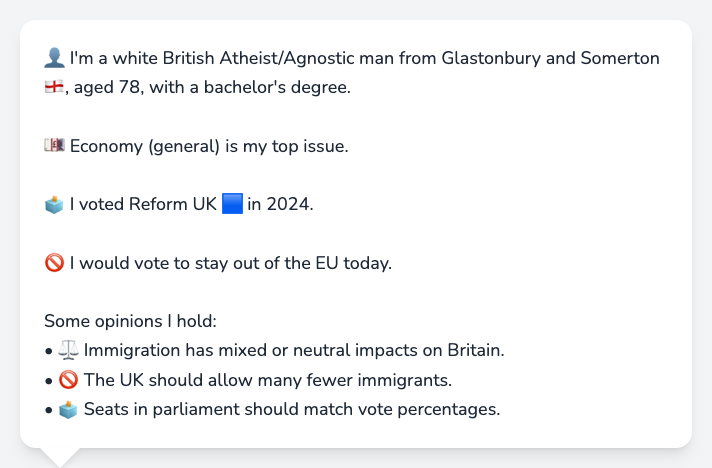 👤 I'm a white British Atheist/Agnostic man from Glastonbury and Somerton
🏴󠁧󠁢󠁥󠁮󠁧󠁿, aged 78, with a bachelor's degree.
💷 Economy (general) is my top issue.
🗳️ I voted Reform UK 🟦 in 2024.
🚫 I would vote to stay out of the EU today.
Some opinions I hold:
• ⚖️ Immigration has mixed or neutral impacts on Britain.
• 🚫 The UK should allow many fewer immigrants.
• 🗳️ Seats in parliament should match vote percentages.